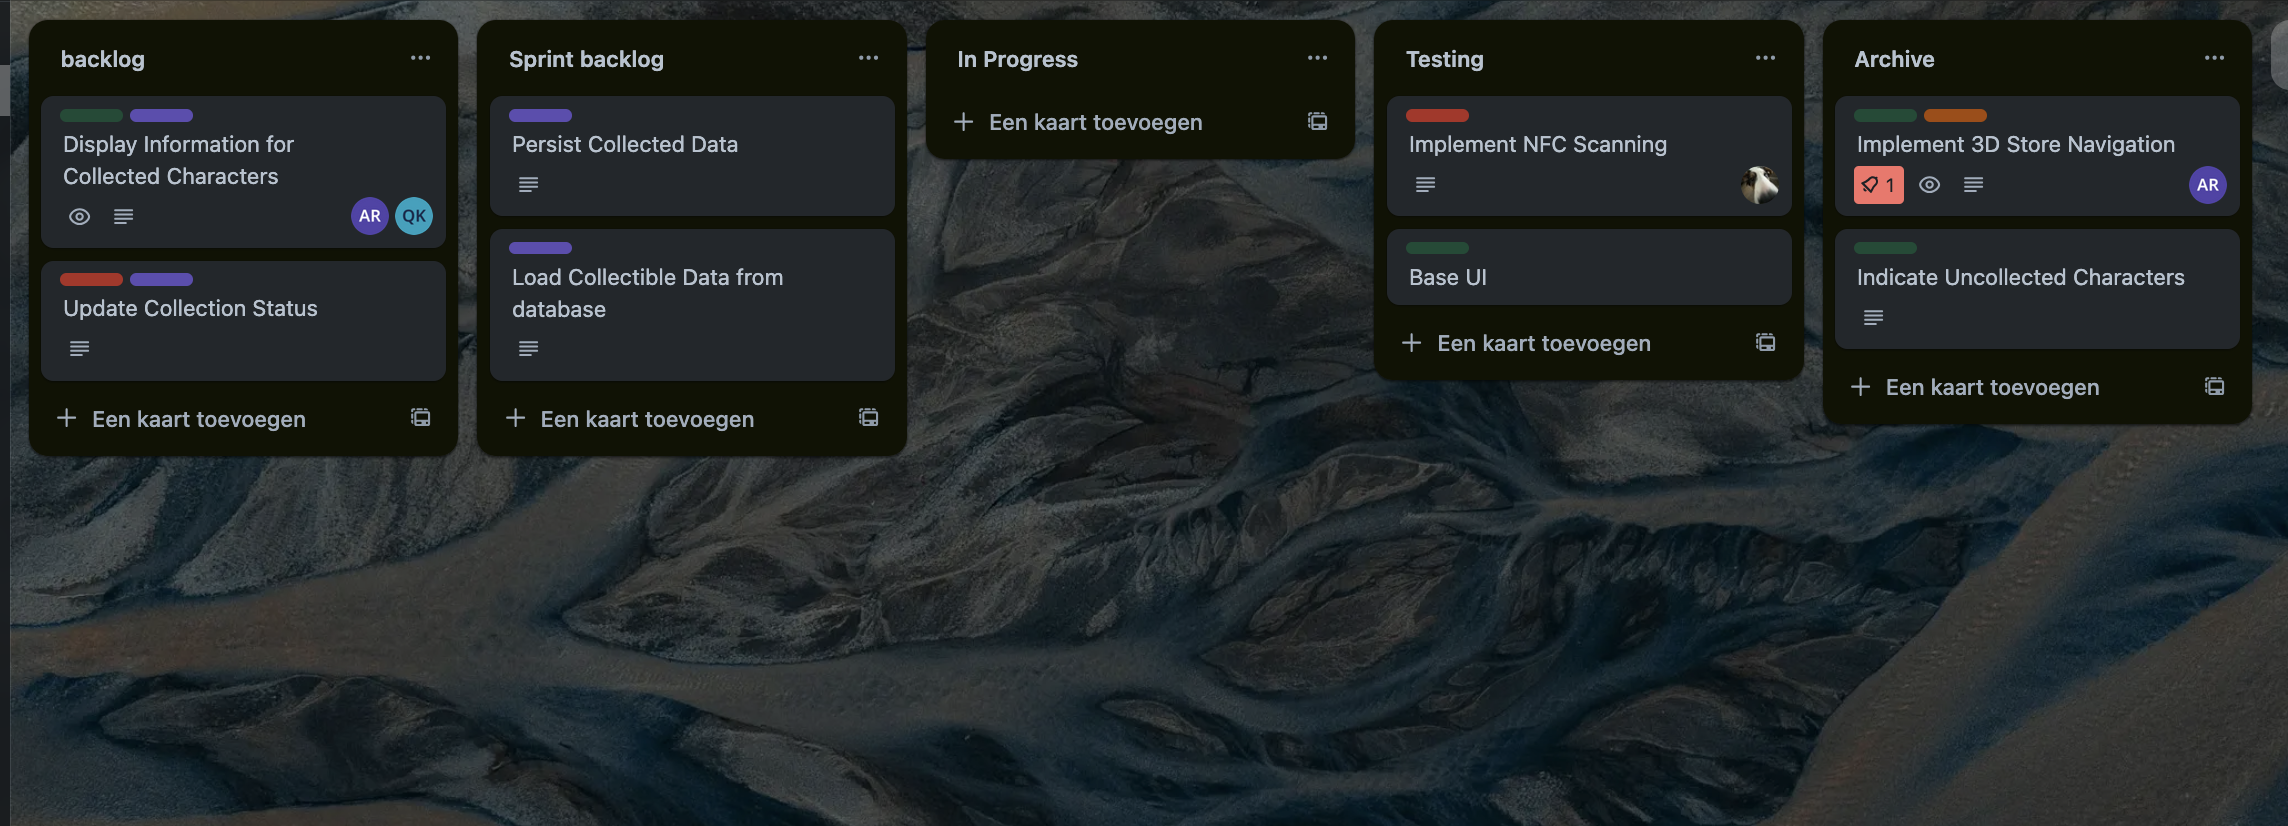 backlog
Display Information for
Collected Characters
AR
QK
Update Collection Status
Een kaart toevoegen
Sprint backlog
Persist Collected Data
Load Collectible Data from
database
Een kaart toevoegen
In Progress
Een kaart toevoegen
Testing
Implement NFC Scanning
Base UI
Een kaart toevoegen
Archive
Implement 3D Store Navigation
1
AR
Indicate Uncollected Characters
Een kaart toevoegen